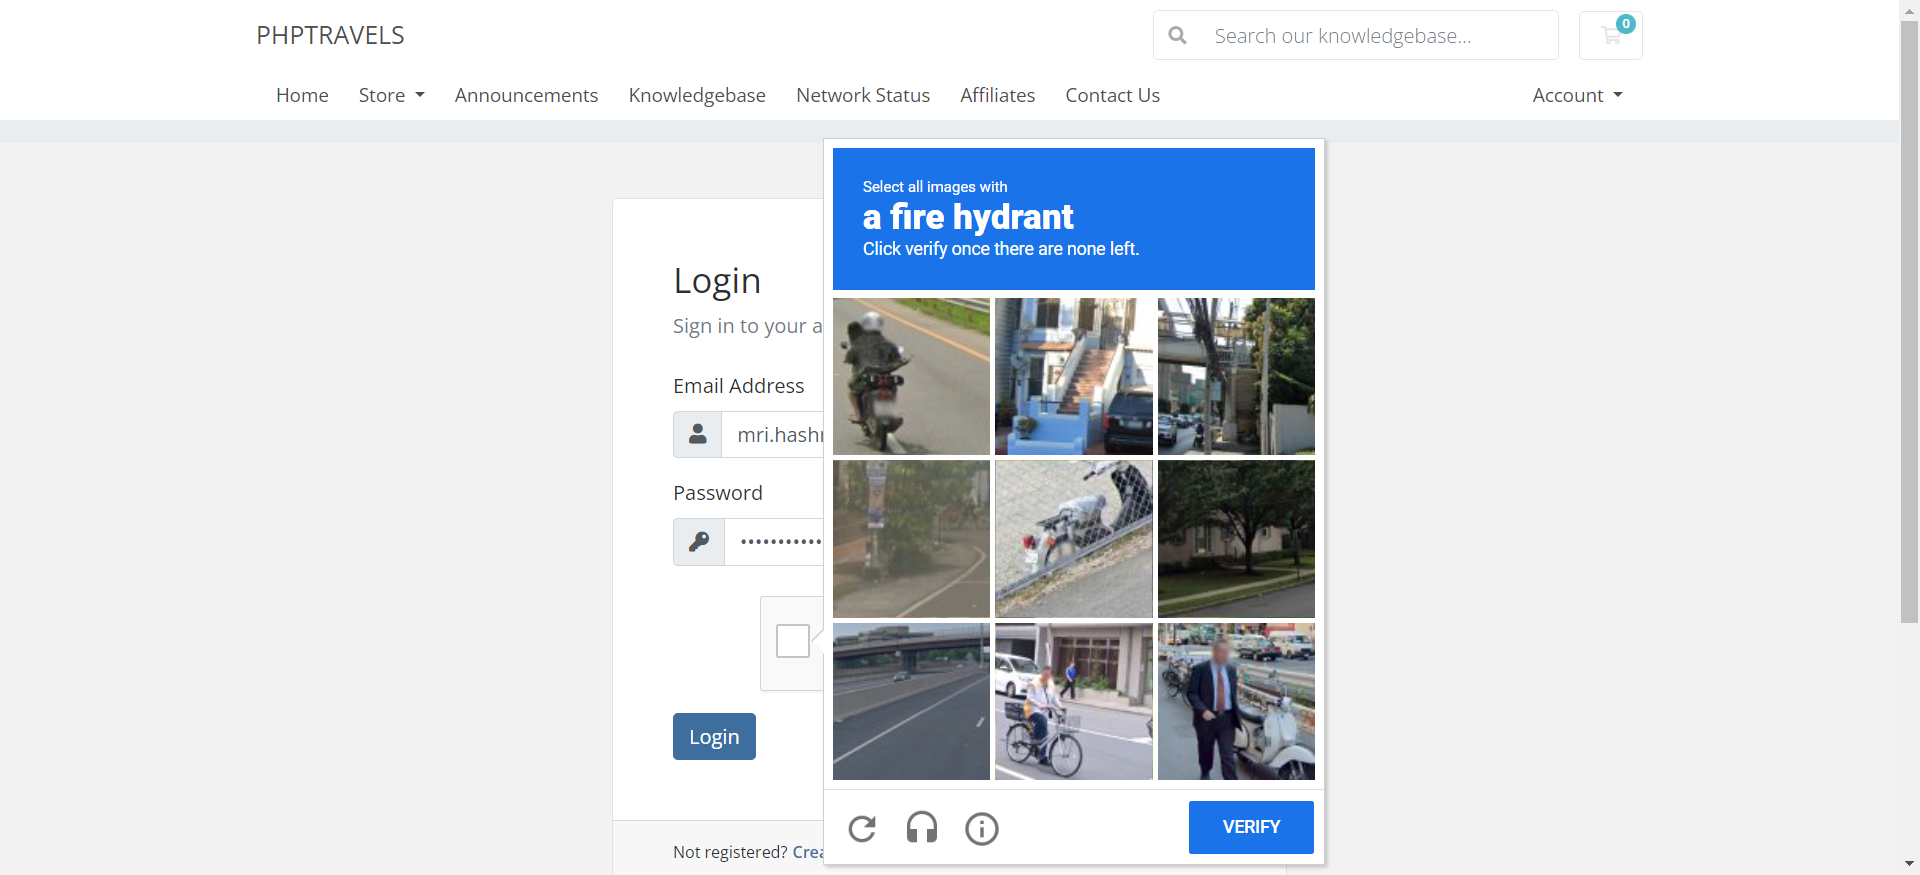 PHPTRAVELS
Search our knowledgebase...
0
Home
Store
Announcements
Knowledgebase
Network Status
Affiliates
Contact Us
Account
Login
Sign in to your a
Email Address
mri.hashr
Password
Login
Not registered? Crea
Select all images with
a fire hydrant
Click verify once there are none left.
VERIFY